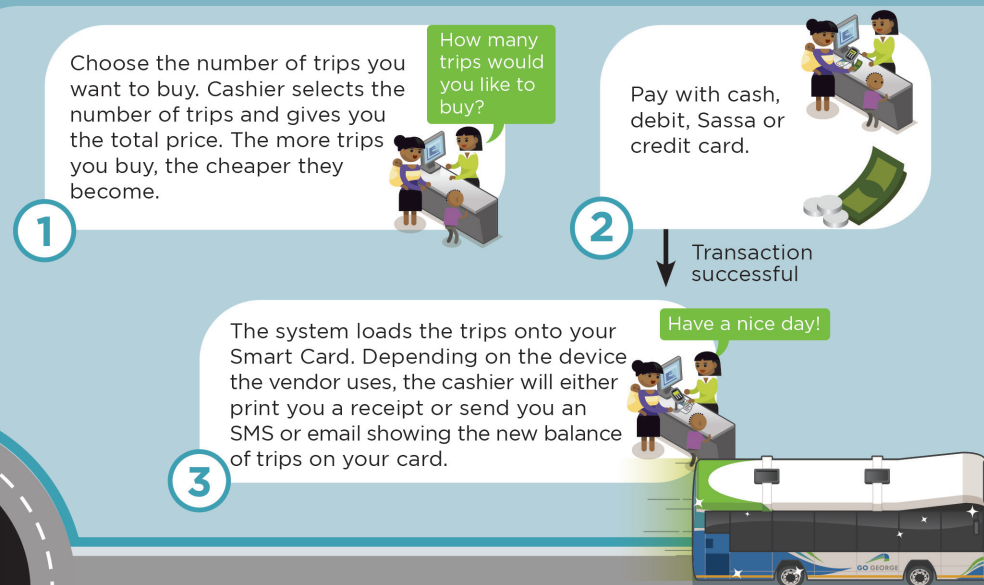 Choose the number of trips you
want to buy. Cashier selects the
number of trips and gives you
the total price. The more trips
you buy, the cheaper they
become.
How many
trips would
you like to
buy?
1
Pay with cash,
debit, Sassa or
credit card.
2
Transaction
successful
The system loads the trips onto your
Smart Card. Depending on the device
the vendor uses, the cashier will either
print you a receipt or send you an
SMS or email showing the new balance
of trips on your card.
Have a nice day!
3
GO GEORGE